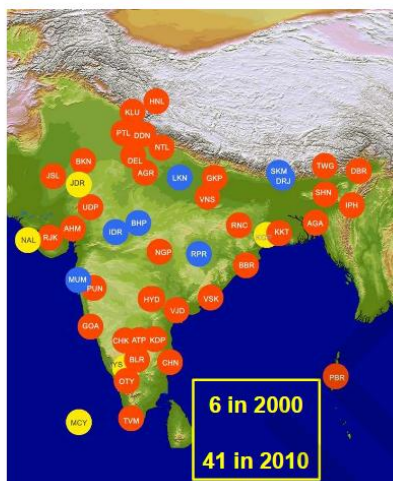 HNL
KLU
PTL DDN
NTL
DEL
BKN
AGR
JSL
JDR
LKN
GKP
SKM
DRJ
TWG
DBR
VNS
SHN
IPH
UDP
AHM
RJK
NAL
IDR
BHP
RNC
KKT
AGA
NGP
RPR
BBR
MUM
PUN
HYD
VJD
VSK
GOA
CHK ATP KDP
YS
BLR
CHN
OTY
PBR
MCY
TVM
6 in 2000
41 in 2010